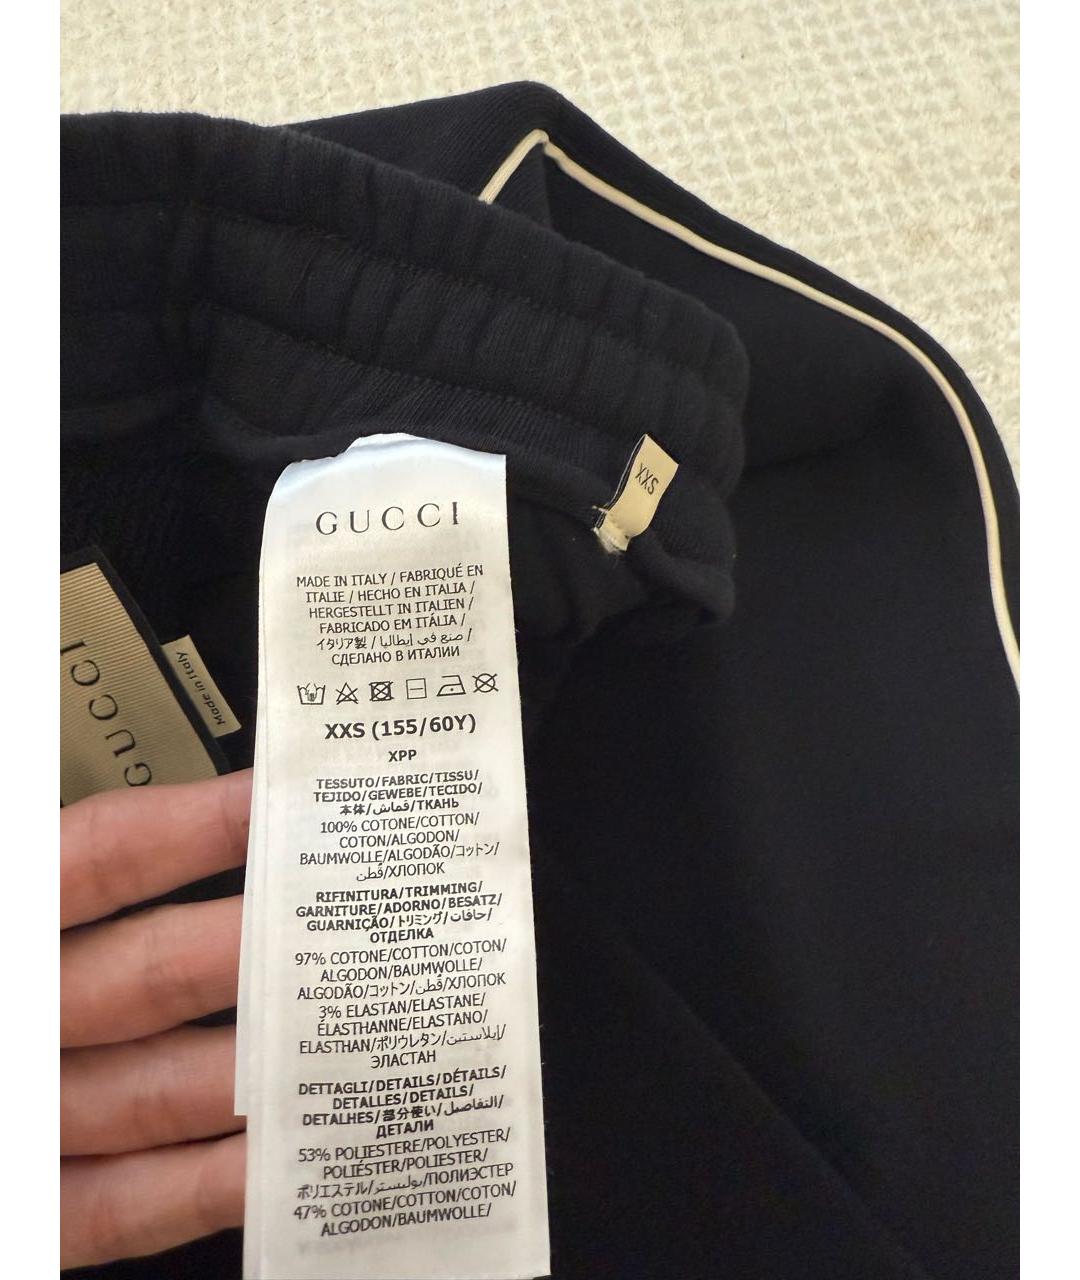 XXS
GUCCI
MADE IN ITALY / FABRIQUÉ EN
ITALIE / HECHO EN ITALIA /
HERGESTELLT IN ITALIEN /
FABRICADO EM ITÁLIA /
イタリア製 / صنع في إيطاليا /
СДЕЛАНО В ИТАЛИИ
XXS (155/60Y)
XPP
TESSUTO/FABRIC/TISSU/
TEJIDO/GEWEBE/TECIDO/
本体/قماش/ТКАНЬ
100% COTONE/COTTON/
COTON/ALGODON/
BAUMWOLLE/ALGODÃO/コットン/
قطن/ХЛОПОК
RIFINITURA/TRIMMING/
GARNITURE/ADORNO/BESATZ/
GUARNIÇÃO/トリミング/حافات/
ОТДЕЛКА
97% COTONE/COTTON/COTON/
ALGODON/BAUMWOLLE/
ALGODÃO/コットン/قطن/ХЛОПОК
3% ELASTAN/ELASTANE/
ÉLASTHANNE/ELASTANO/
ELASTHAN/ポリウレタン/إيلاستين/
ЭЛАСТАН
DETTAGLI/DETAILS/DÉTAILS/
DETALLES/DETAILS/
DETALHES/部分使い/التفاصيل/
ДЕТАЛИ
53% POLIESTERE/POLYESTER/
POLIÉSTER/POLIESTER/
ポリエステル/بوليستر/ПОЛИЭСТЕР
47% COTONE/COTTON/COTON/
ALGODON/BAUMWOLLE/
GUCCI
Made in Italy